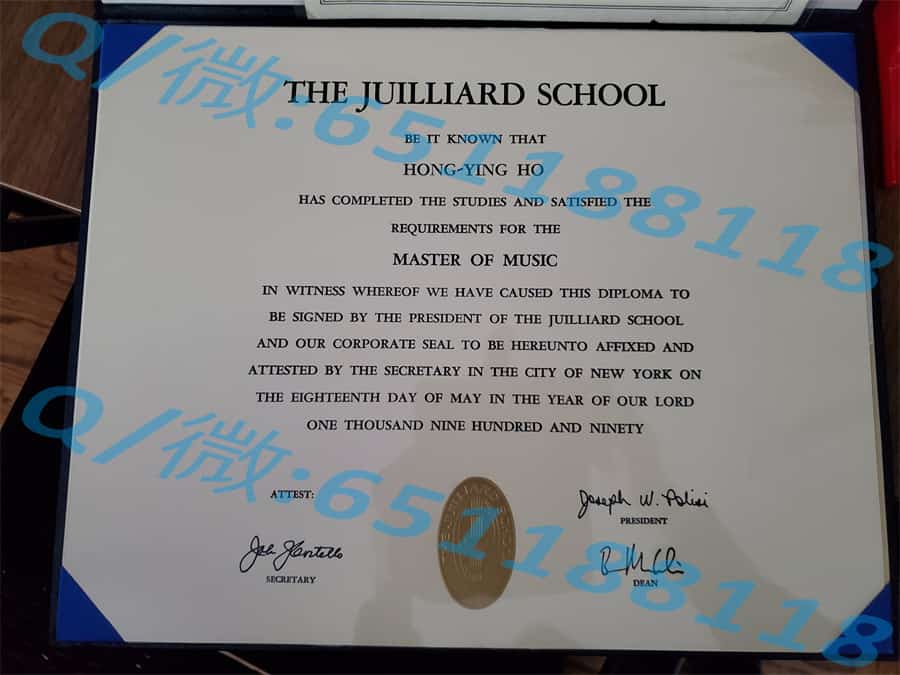 THE JUILLIARD SCHOOL
BE IT KNOWN THAT
HONG-YING HO
HAS COMPLETED THE STUDIES AND SATISFIED THE
REQUIREMENTS FOR THE
MASTER OF MUSIC
IN WITNESS WHEREOF WE HAVE CAUSED THIS DIPLOMA TO
BE SIGNED BY THE PRESIDENT OF THE JUILLIARD SCHOOL
AND OUR CORPORATE SEAL TO BE HEREUNTO AFFIXED AND
ATTESTED BY THE SECRETARY IN THE CITY OF NEW YORK ON
THE EIGHTEENTH DAY OF MAY IN THE YEAR OF OUR LORD
ONE THOUSAND NINE HUNDRED AND NINETY
ATTEST:
Joseph W. Polisi
PRESIDENT
SECRETARY
DEAN
Q/微:651188118
Q/微:651188118